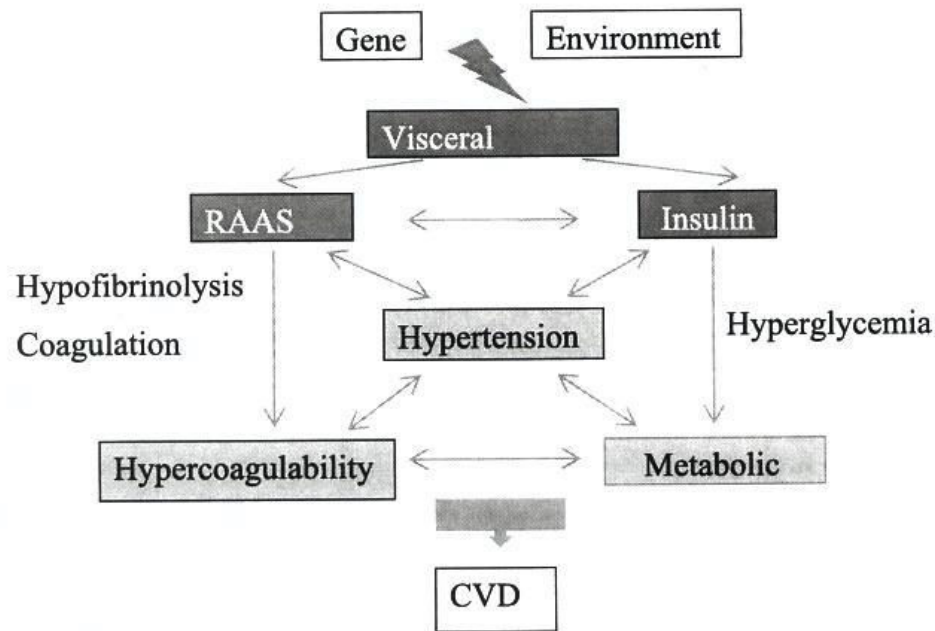 Gene
Environment
Visceral
RAAS
Insulin
Hypofibrinolysis
Coagulation
Hypertension
Hyperglycemia
Hypercoagulability
Metabolic
CVD